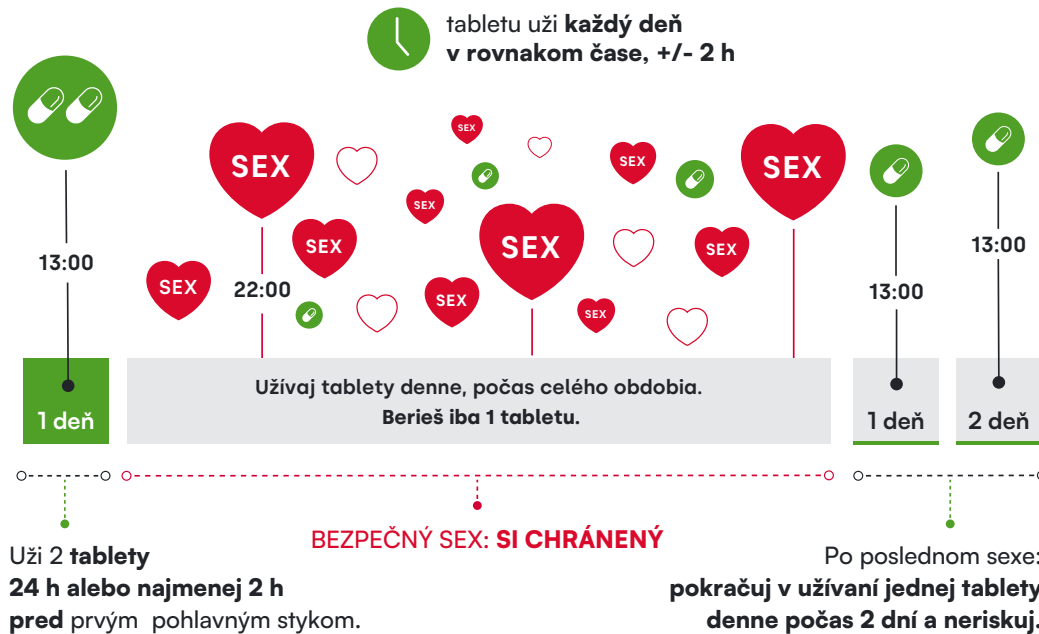 tabletu uži každý deň
v rovnakom čase, +/- 2 h
SEX
SEX
SEX
SEX
SEX
SEX
SEX
SEX
SEX
SEX
SEX
13:00
22:00
13:00
13:00
1 deň
Užívaj tablety denne, počas celého obdobia.
Berieš iba 1 tabletu.
1 deň
2 deň
BEZPEČNÝ SEX: SI CHRÁNENÝ
Uži 2 tablety
24 h alebo najmenej 2 h
pred prvým pohlavným stykom.
Po poslednom sexe:
pokračuj v užívaní jednej tablety
denne počas 2 dní a neriskuj.